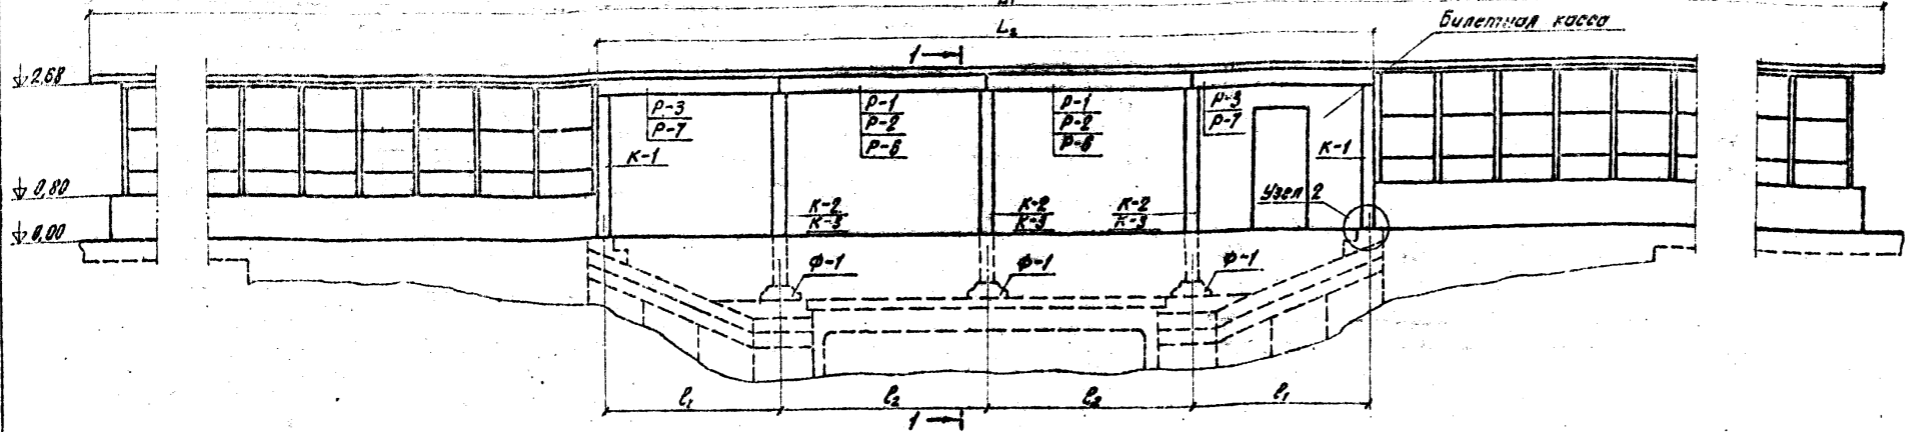 Билетная касса
L₂
1
2,68
Р-3
Р-7
Р-1
Р-2
Р-6
Р-1
Р-2
Р-6
Р-3
Р-7
К-1
К-1
0,80
Узел 2
К-2
К-3
К-2
К-3
К-2
К-3
0,00
Ф-1
Ф-1
Ф-1
ℓ₁
ℓ₂
ℓ₂
ℓ₁
1